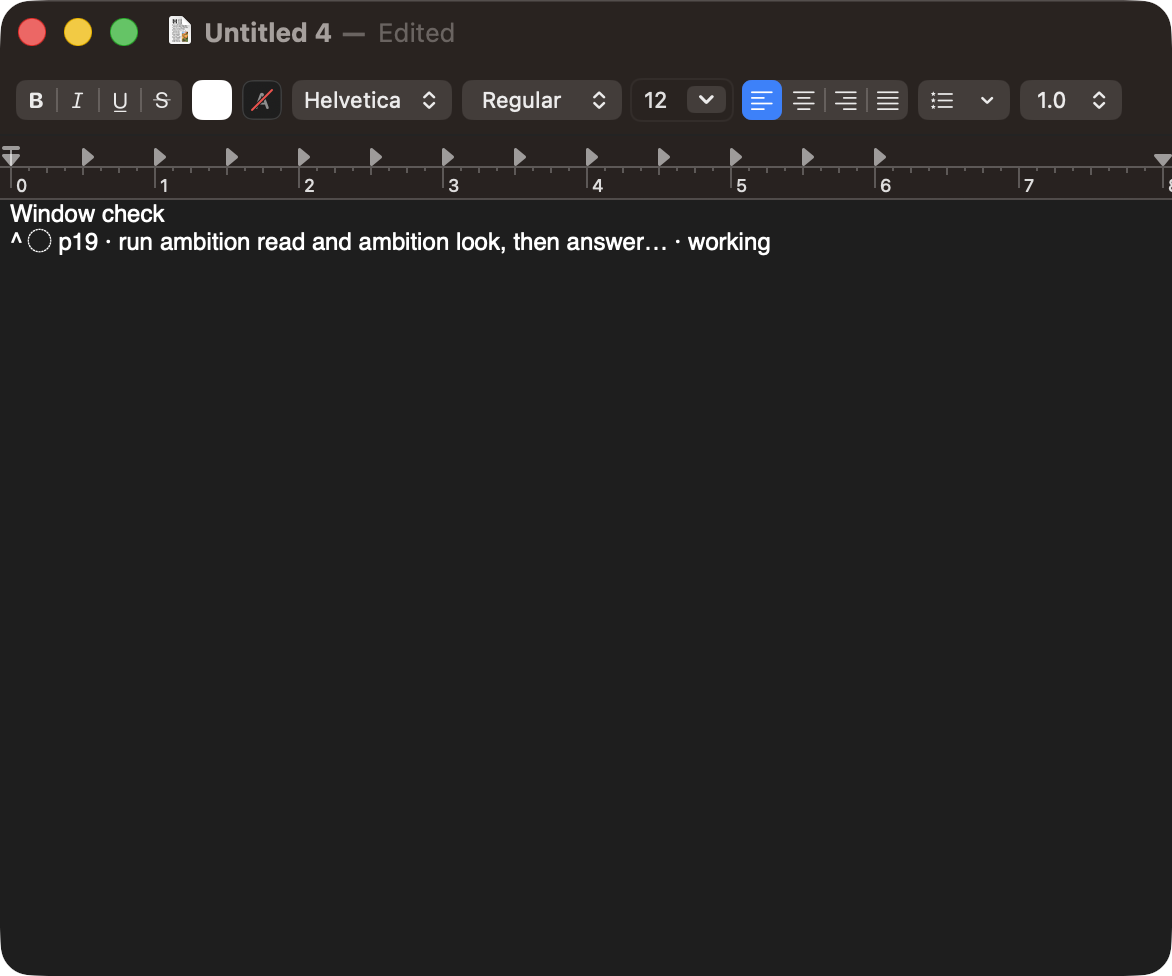 Untitled 4 — Edited
B I U S A Helvetica Regular 12 1.0
0 1 2 3 4 5 6 7 8
Window check
^◌ p19 · run ambition read and ambition look, then answer… · working